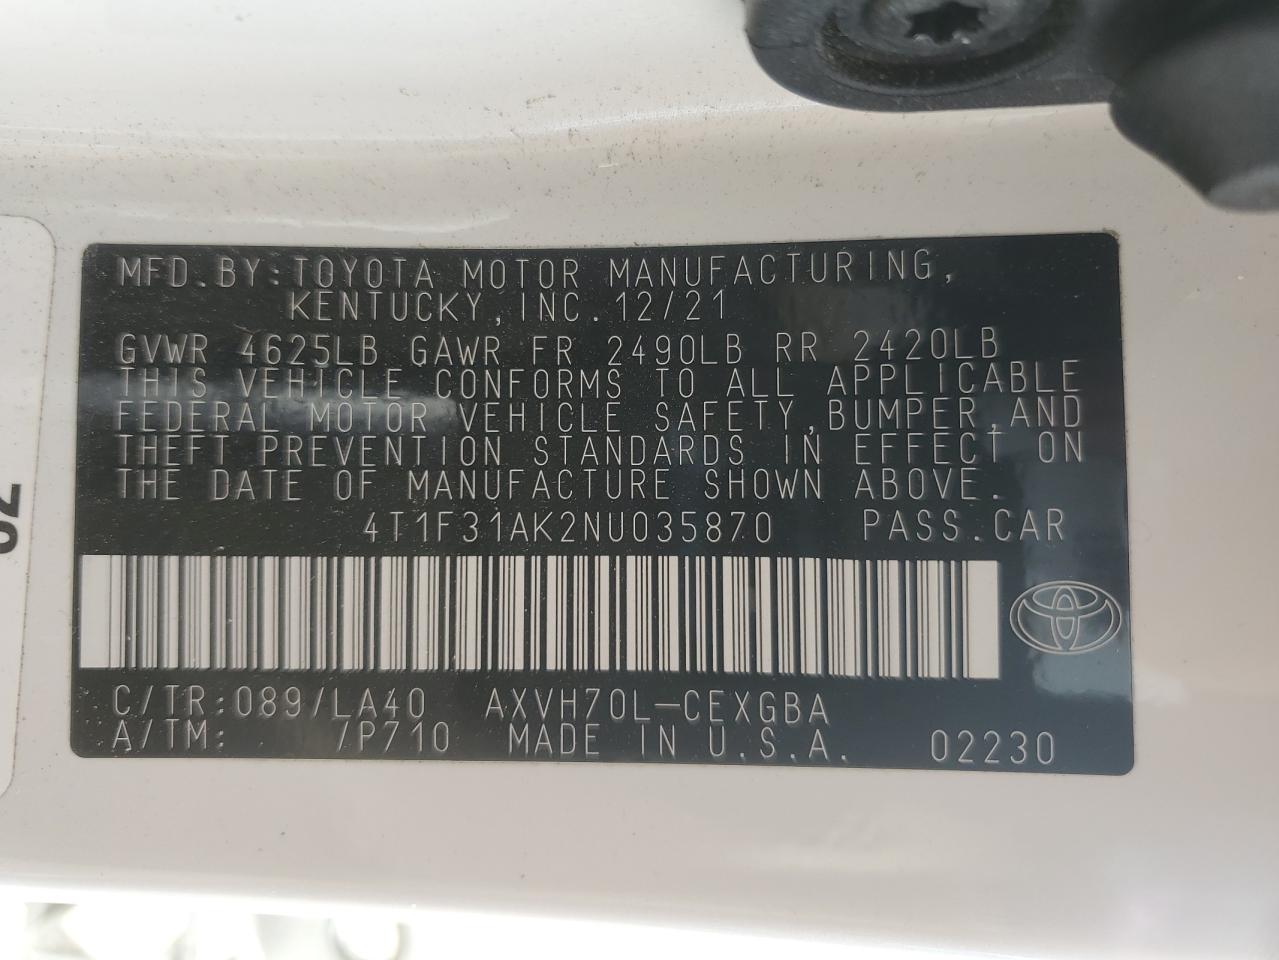 MFD.BY:TOYOTA MOTOR MANUFACTURING,
KENTUCKY,INC.12/21
GVWR 4625LB GAWR FR 2490LB RR 2420LB
THIS VEHICLE CONFORMS TO ALL APPLICABLE
FEDERAL MOTOR VEHICLE SAFETY,BUMPER,AND
THEFT PREVENTION STANDARDS IN EFFECT ON
THE DATE OF MANUFACTURE SHOWN ABOVE.
4T1F31AK2NU035870 PASS.CAR
C/TR:089/LA40 AXVH70L-CEXGBA
A/TM: /P710 MADE IN U.S.A. 02230